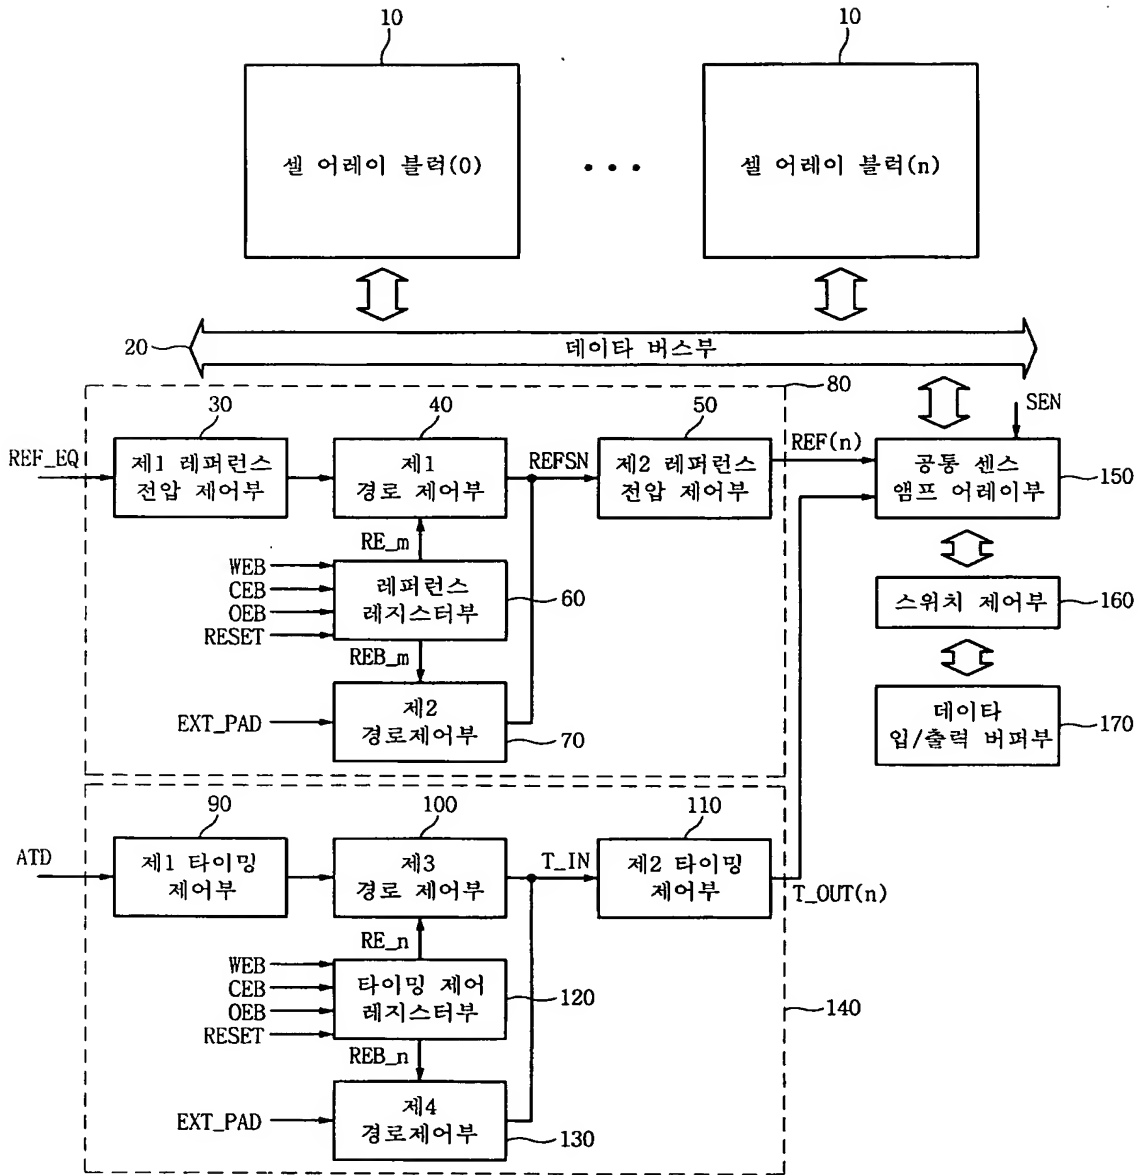 10
10
셀 어레이 블럭(0)
• • •
셀 어레이 블럭(n)
20
데이타 버스부
80
30
40
50
SEN
REF_EQ
제1 레퍼런스
전압 제어부
제1
경로 제어부
REFSN
제2 레퍼런스
전압 제어부
REF(n)
공통 센스
앰프 어레이부
150
RE_m
WEB
CEB
OEB
RESET
레퍼런스
레지스터부
60
스위치 제어부
160
REB_m
EXT_PAD
제2
경로제어부
70
데이타
입/출력 버퍼부
170
90
100
110
ATD
제1 타이밍
제어부
제3
경로 제어부
T_IN
제2 타이밍
제어부
T_OUT(n)
RE_n
WEB
CEB
OEB
RESET
타이밍 제어
레지스터부
120
140
REB_n
EXT_PAD
제4
경로제어부
130